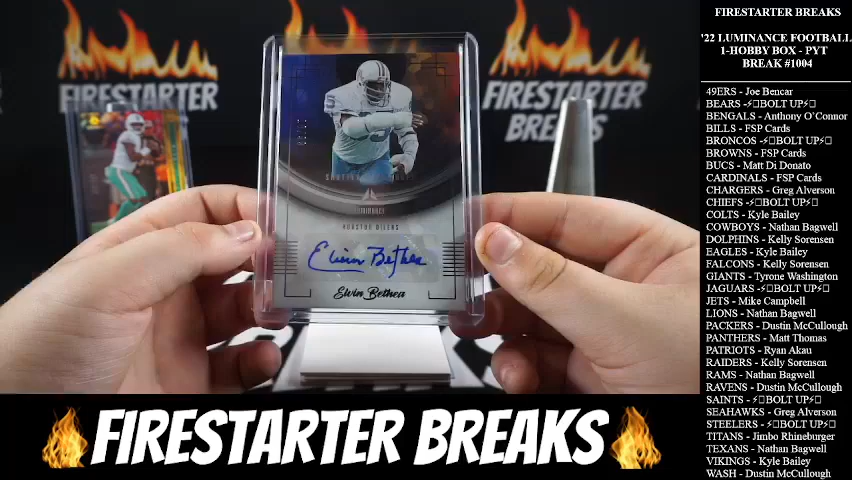 FIRESTARTER
BREAKS
FIRESTARTER
HOUSTON OILERS
Elvin Bethea
Elvin Bethea
FIRESTARTER BREAKS
FIRESTARTER BREAKS
'22 LUMINANCE FOOTBALL
1-HOBBY BOX - PYT
BREAK #1004
49ERS - Joe Bencar
BEARS -⚡BOLT UP⚡
BENGALS - Anthony O'Connor
BILLS - FSP Cards
BRONCOS -⚡BOLT UP⚡
BROWNS - FSP Cards
BUCS - Matt Di Donato
CARDINALS - FSP Cards
CHARGERS - Greg Alverson
CHIEFS -⚡BOLT UP⚡
COLTS - Kyle Bailey
COWBOYS - Nathan Bagwell
DOLPHINS - Kelly Sorensen
EAGLES - Kyle Bailey
FALCONS - Kelly Sorensen
GIANTS - Tyrone Washington
JAGUARS -⚡BOLT UP⚡
JETS - Mike Campbell
LIONS - Nathan Bagwell
PACKERS - Dustin McCullough
PANTHERS - Matt Thomas
PATRIOTS - Ryan Akau
RAIDERS - Kelly Sorensen
RAMS - Nathan Bagwell
RAVENS - Dustin McCullough
SAINTS - ⚡BOLT UP⚡
SEAHAWKS - Greg Alverson
STEELERS - ⚡BOLT UP⚡
TITANS - Jimbo Rhineburger
TEXANS - Nathan Bagwell
VIKINGS - Kyle Bailey
WASH - Dustin McCullough